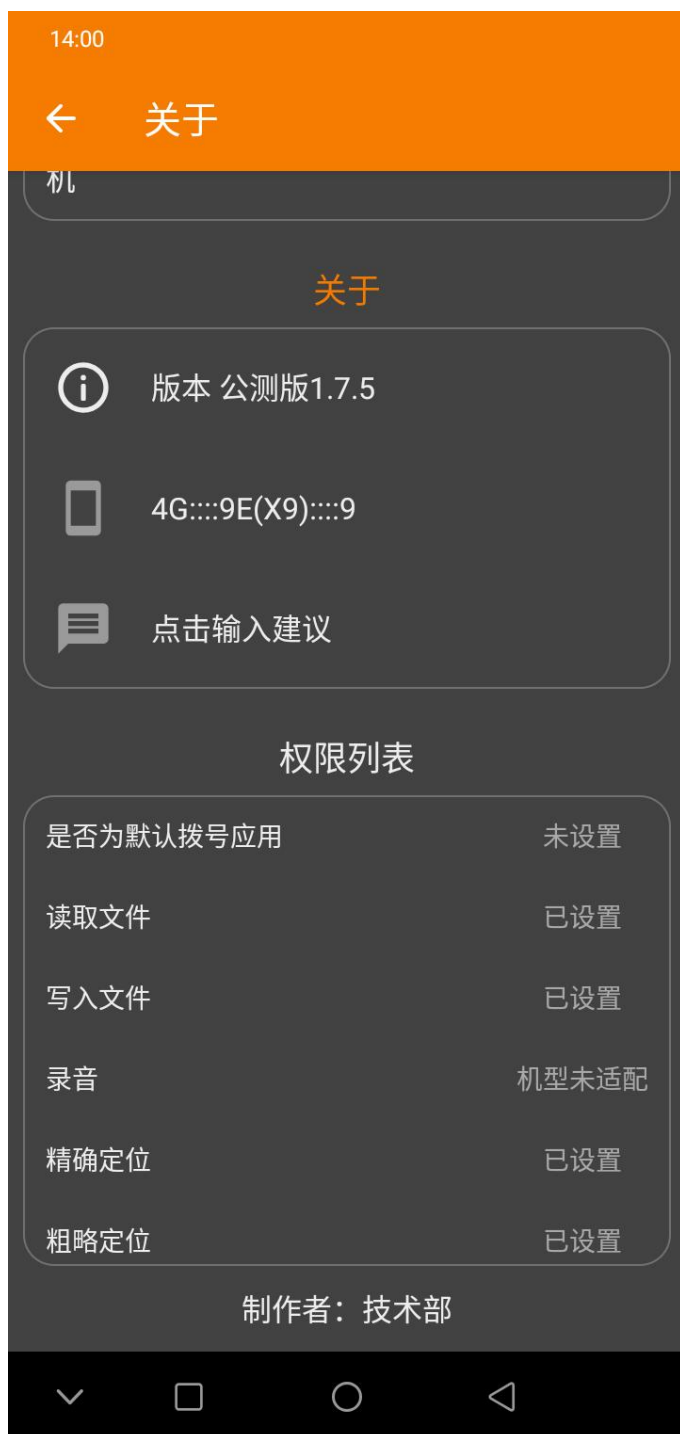 14:00
关于
机
关于
版本 公测版1.7.5
4G::::9E(X9)::::9
点击输入建议
权限列表
是否为默认拨号应用 未设置
读取文件 已设置
写入文件 已设置
录音 机型未适配
精确定位 已设置
粗略定位 已设置
制作者：技术部